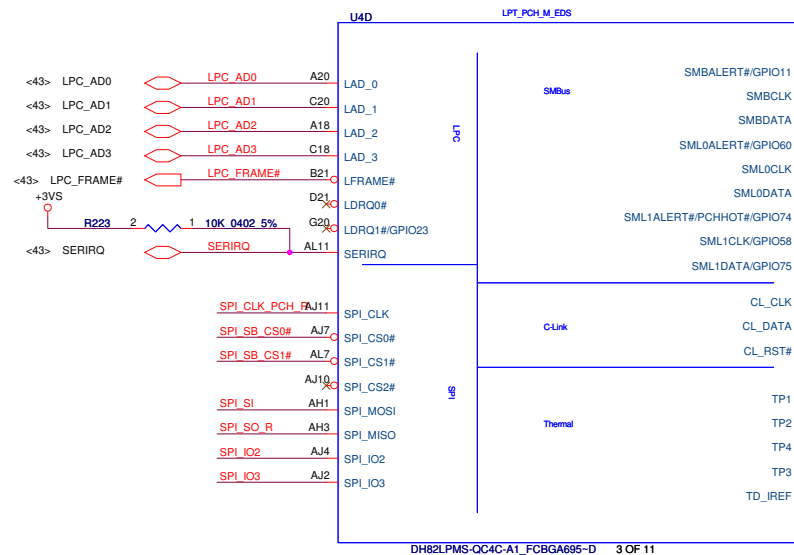 U4D
LPT_PCH_M_EDS
<43> LPC_AD0 LPC_AD0 A20 LAD_0
<43> LPC_AD1 LPC_AD1 C20 LAD_1
<43> LPC_AD2 LPC_AD2 A18 LAD_2
<43> LPC_AD3 LPC_AD3 C18 LAD_3
<43> LPC_FRAME# LPC_FRAME# B21 LFRAME#
+3VS
D21 LDRQ0#
R223 2 1 10K_0402_5%
G20 LDRQ1#/GPIO23
<43> SERIRQ SERIRQ AL11 SERIRQ
LPC
SPI_CLK_PCH_R AJ11 SPI_CLK
SPI_SB_CS0# AJ7 SPI_CS0#
SPI_SB_CS1# AL7 SPI_CS1#
AJ10 SPI_CS2#
SPI_SI AH1 SPI_MOSI
SPI_SO_R AH3 SPI_MISO
SPI_IO2 AJ4 SPI_IO2
SPI_IO3 AJ2 SPI_IO3
SPI
SMBus
SMBALERT#/GPIO11
SMBCLK
SMBDATA
SML0ALERT#/GPIO60
SML0CLK
SML0DATA
SML1ALERT#/PCHHOT#/GPIO74
SML1CLK/GPIO58
SML1DATA/GPIO75
C-Link
CL_CLK
CL_DATA
CL_RST#
Thermal
TP1
TP2
TP4
TP3
TD_IREF
DH82LPMS-QC4C-A1_FCBGA695~D 3 OF 11